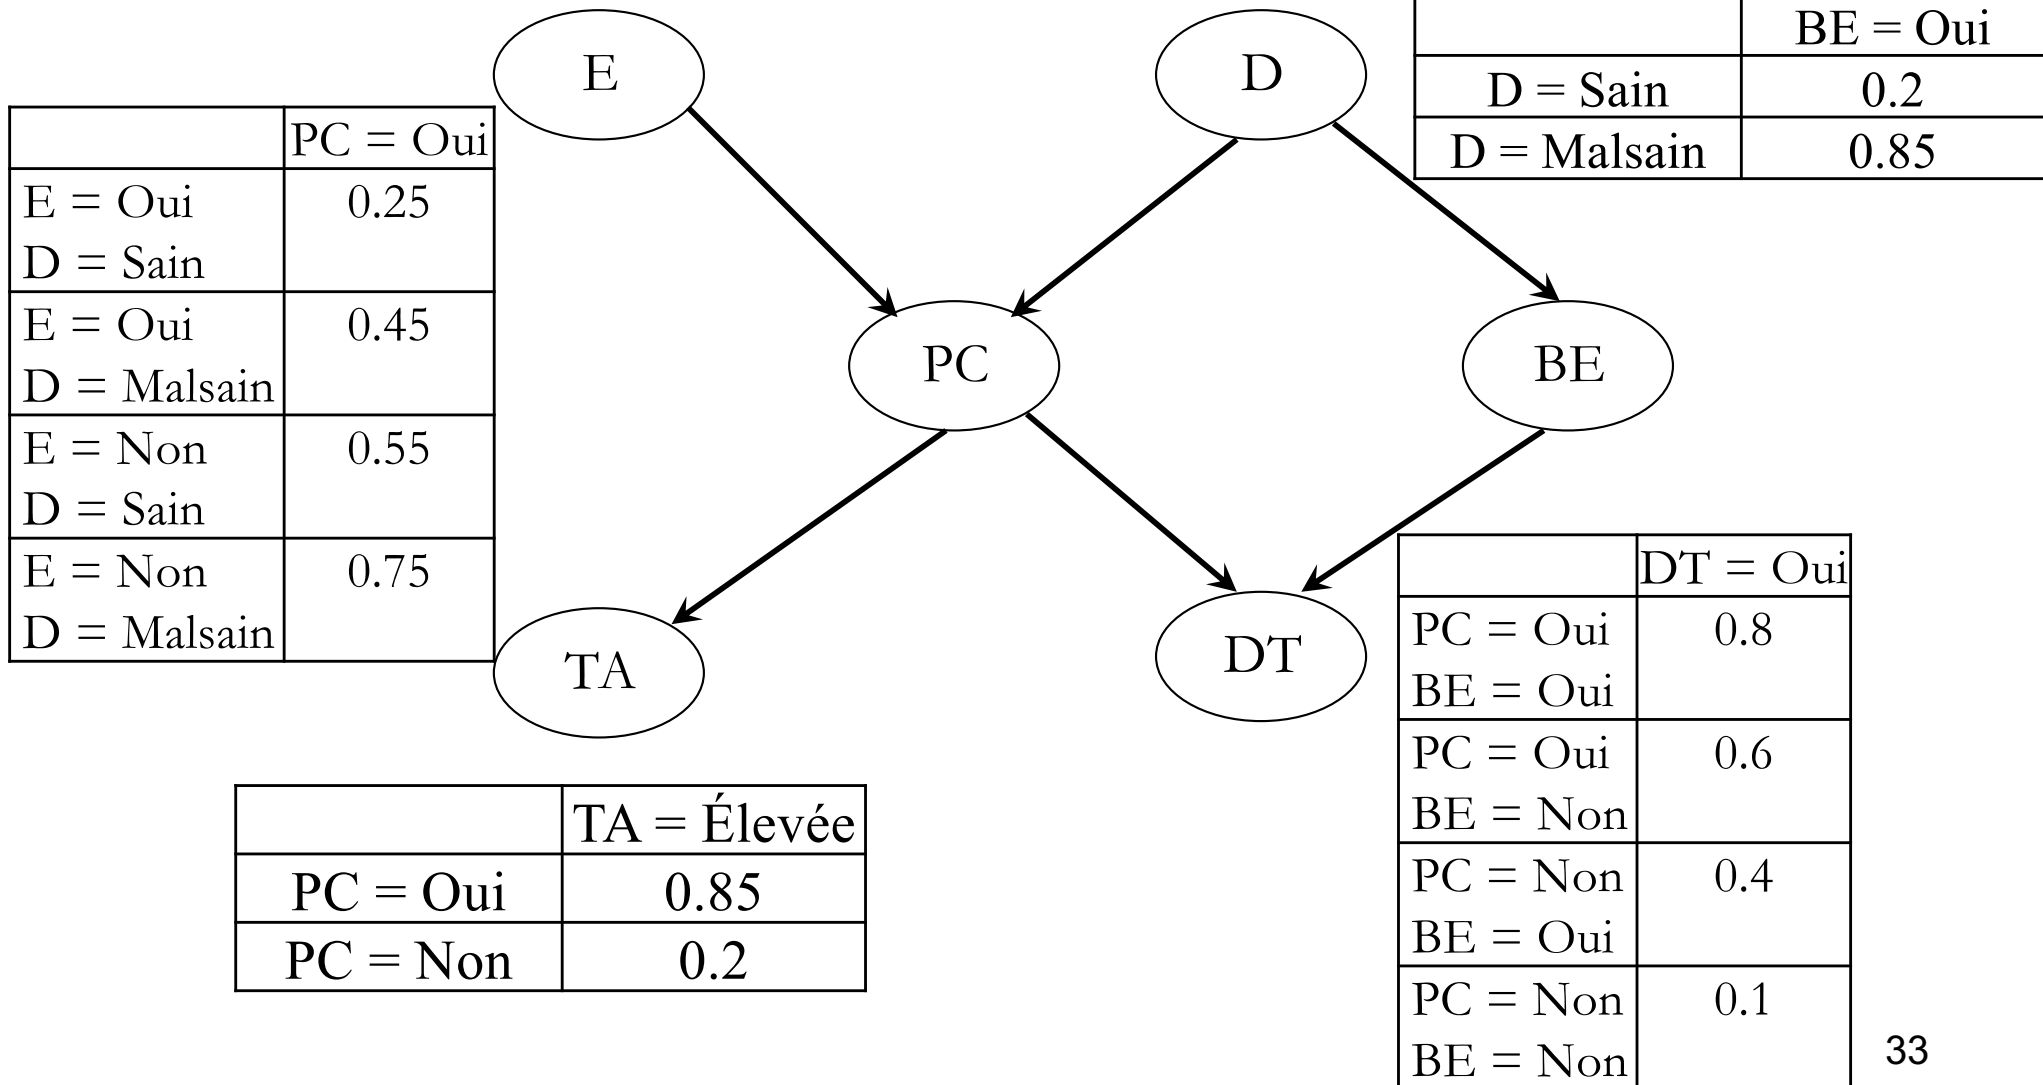 E
D
BE = Oui
D = Sain 0.2
D = Malsain 0.85
PC = Oui
E = Oui 0.25
D = Sain
E = Oui 0.45
D = Malsain
E = Non 0.55
D = Sain
E = Non 0.75
D = Malsain
PC
BE
TA
DT
TA = Élevée
PC = Oui 0.85
PC = Non 0.2
DT = Oui
PC = Oui 0.8
BE = Oui
PC = Oui 0.6
BE = Non
PC = Non 0.4
BE = Oui
PC = Non 0.1
BE = Non
33